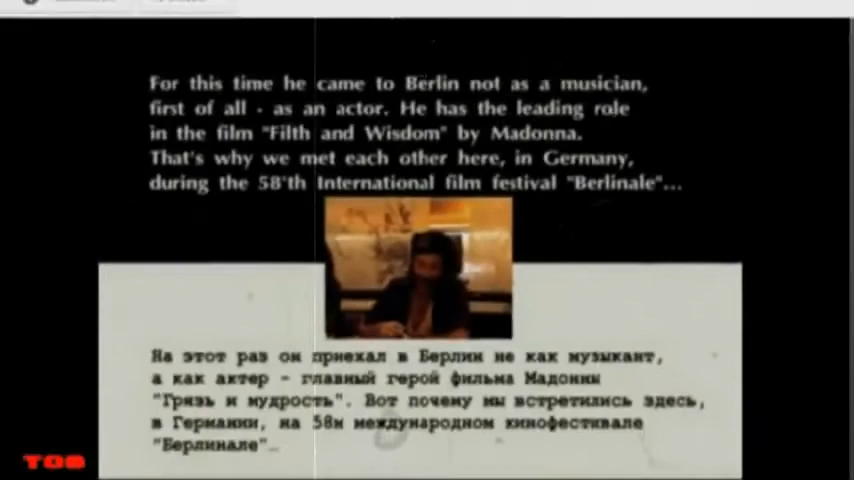 For this time he came to Berlin not as a musician,
first of all - as an actor. He has the leading role
in the film "Filth and Wisdom" by Madonna.
That's why we met each other here, in Germany,
during the 58'th International film festival "Berlinale"...
На этот раз он приехал в Берлин не как музыкант,
а как актер - главный герой фильма Мадонны
"Грязь и мудрость". Вот почему мы встретились здесь,
в Германии, на 58м международном кинофестивале
"Берлинале"…